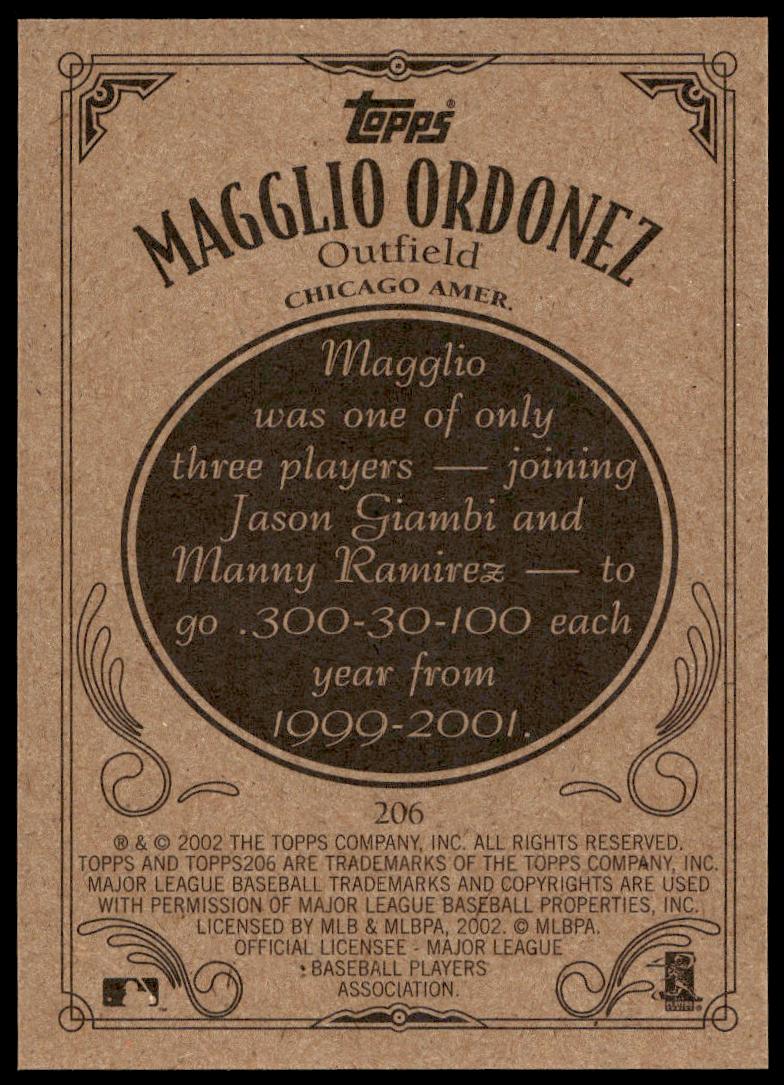 Topps®
MAGGLIO ORDONEZ
Outfield
CHICAGO AMER.
Magglio
was one of only
three players — joining
Jason Giambi and
Manny Ramirez — to
go .300-30-100 each
year from
1999-2001.
206
® & © 2002 THE TOPPS COMPANY, INC. ALL RIGHTS RESERVED.
TOPPS AND TOPPS206 ARE TRADEMARKS OF THE TOPPS COMPANY, INC.
MAJOR LEAGUE BASEBALL TRADEMARKS AND COPYRIGHTS ARE USED
WITH PERMISSION OF MAJOR LEAGUE BASEBALL PROPERTIES, INC.
LICENSED BY MLB & MLBPA, 2002. © MLBPA.
OFFICIAL LICENSEE - MAJOR LEAGUE
BASEBALL PLAYERS
ASSOCIATION.